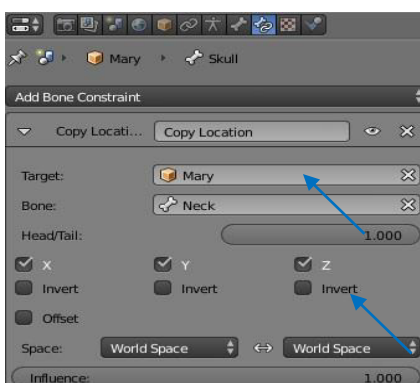 Mary Skull
Add Bone Constraint
Copy Locati... Copy Location
Target: Mary
Bone: Neck
Head/Tail: 1.000
X Y Z
Invert Invert Invert
Offset
Space: World Space World Space
Influence: 1.000